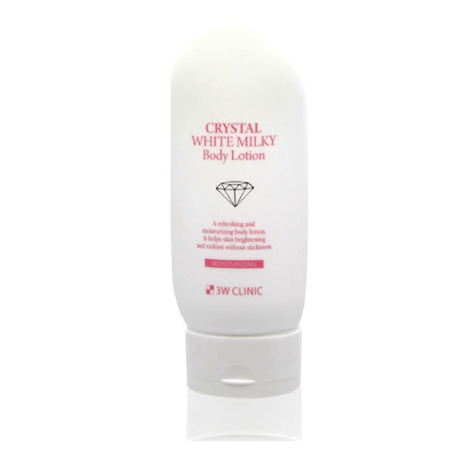 CRYSTAL
WHITE MILKY
Body Lotion
A refreshing and
moisturizing body lotion
It helps skin brightening
and radiant without stickiness
MOISTURIZING
3W CLINIC